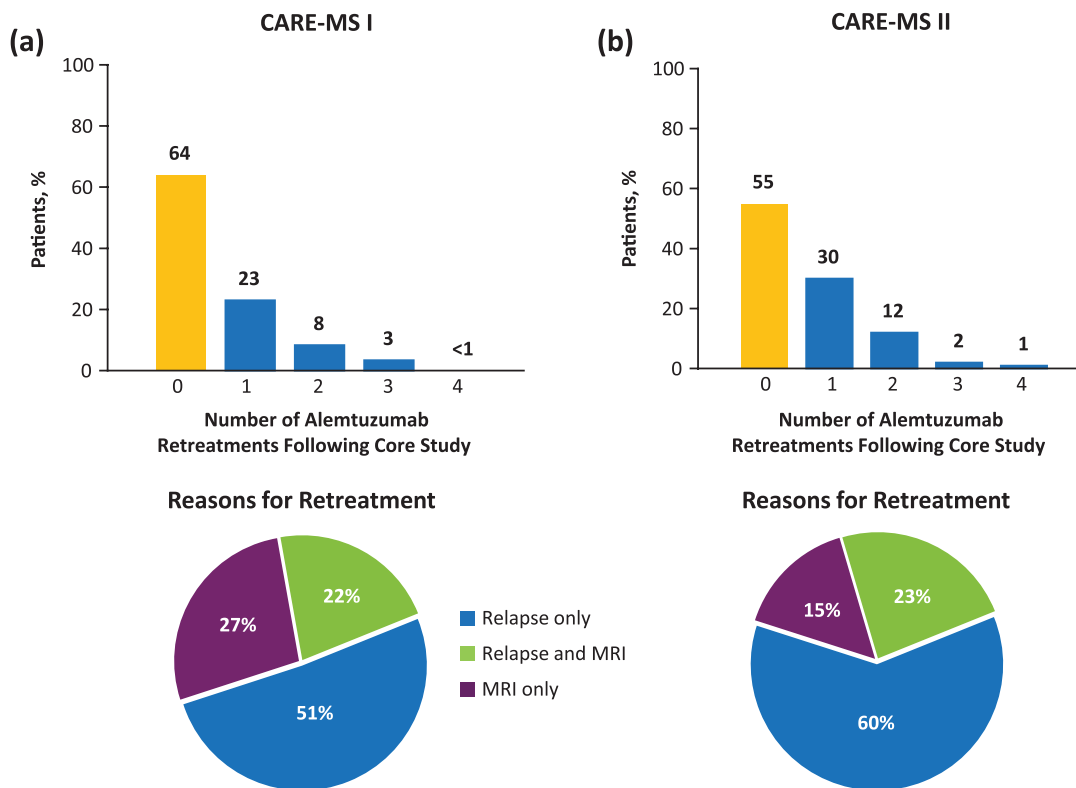 CARE-MS I
(a)
100
80
60
40
20
0
Patients, %
64
23
8
3
<1
0 1 2 3 4
Number of Alemtuzumab
Retreatments Following Core Study
Reasons for Retreatment
27%
22%
51%
Relapse only
Relapse and MRI
MRI only
CARE-MS II
(b)
100
80
60
40
20
0
Patients, %
55
30
12
2
1
0 1 2 3 4
Number of Alemtuzumab
Retreatments Following Core Study
Reasons for Retreatment
15%
23%
60%